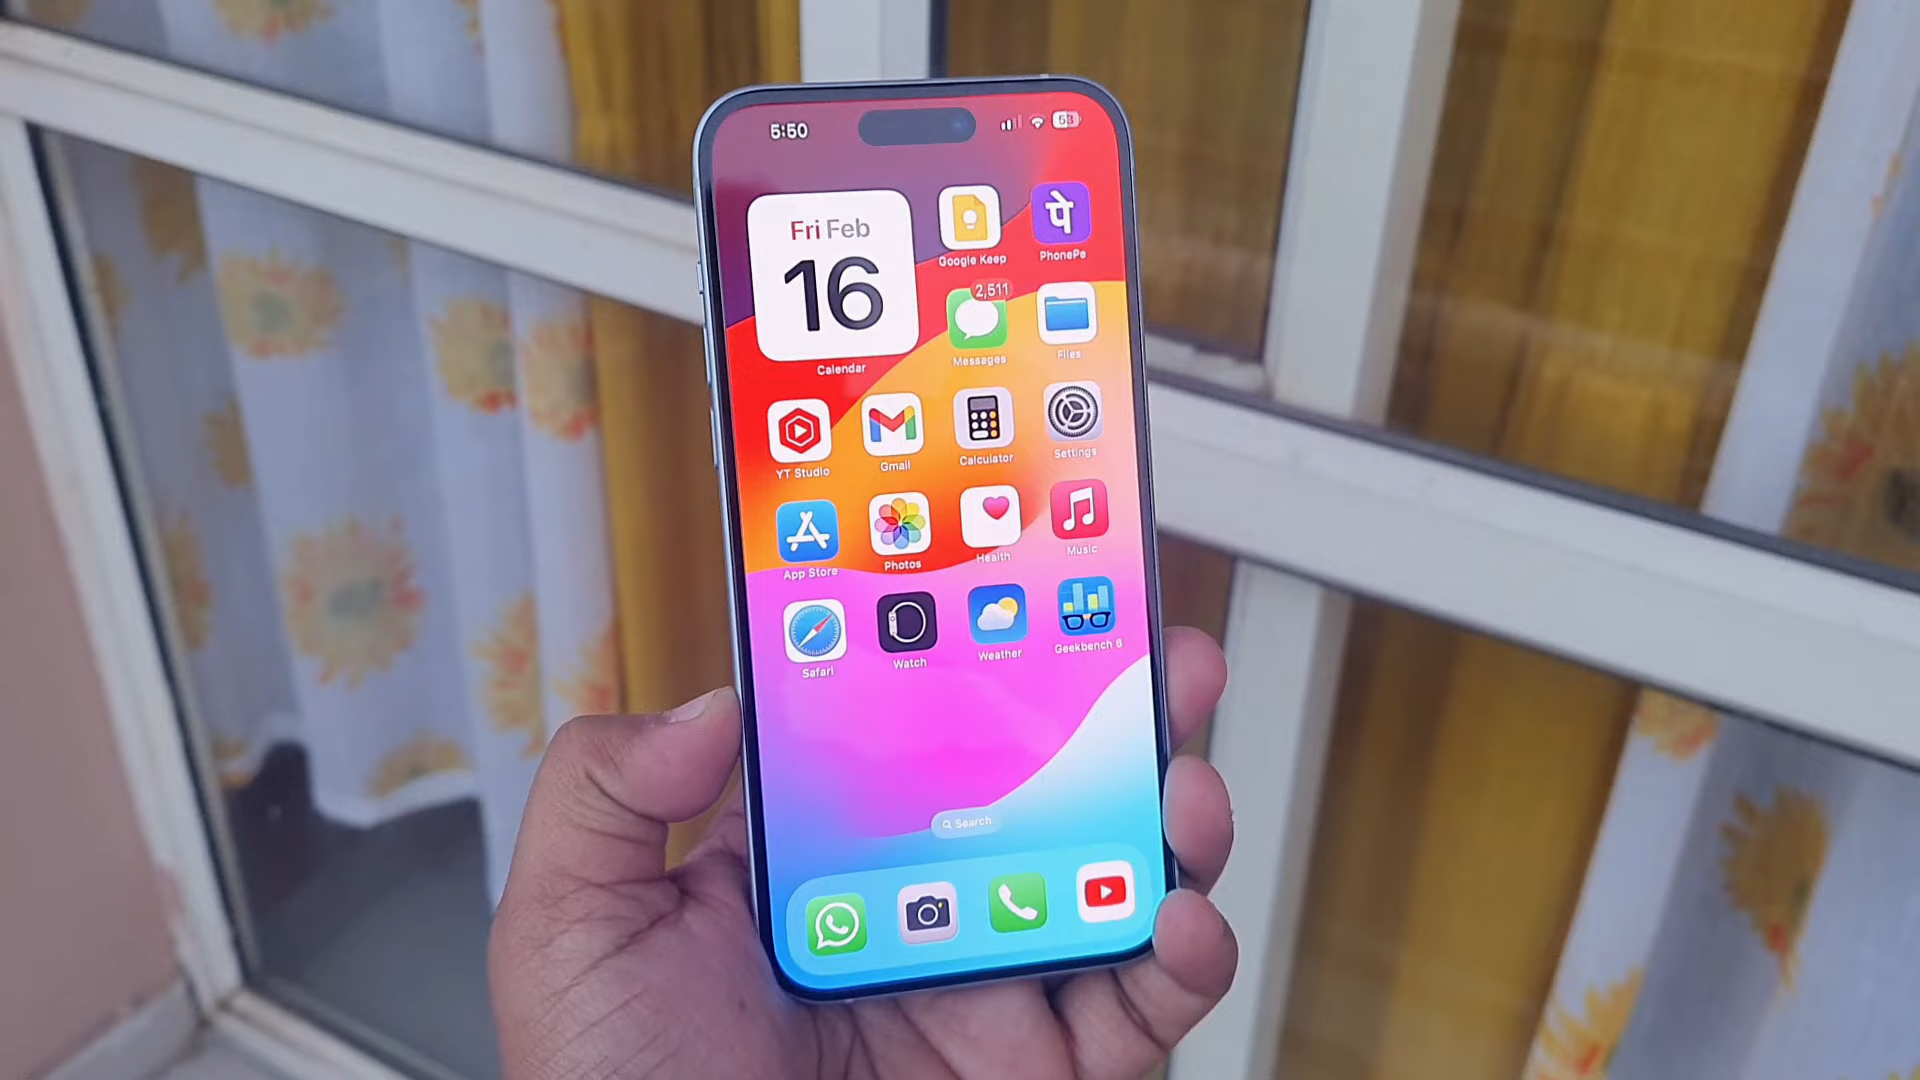 5:50
53
Fri Feb
16
Calendar
पे
Google Keep
PhonePe
2,511
Messages
Files
YT Studio
Gmail
Calculator
Settings
App Store
Photos
Health
Music
Safari
Watch
Weather
Geekbench 6
Search